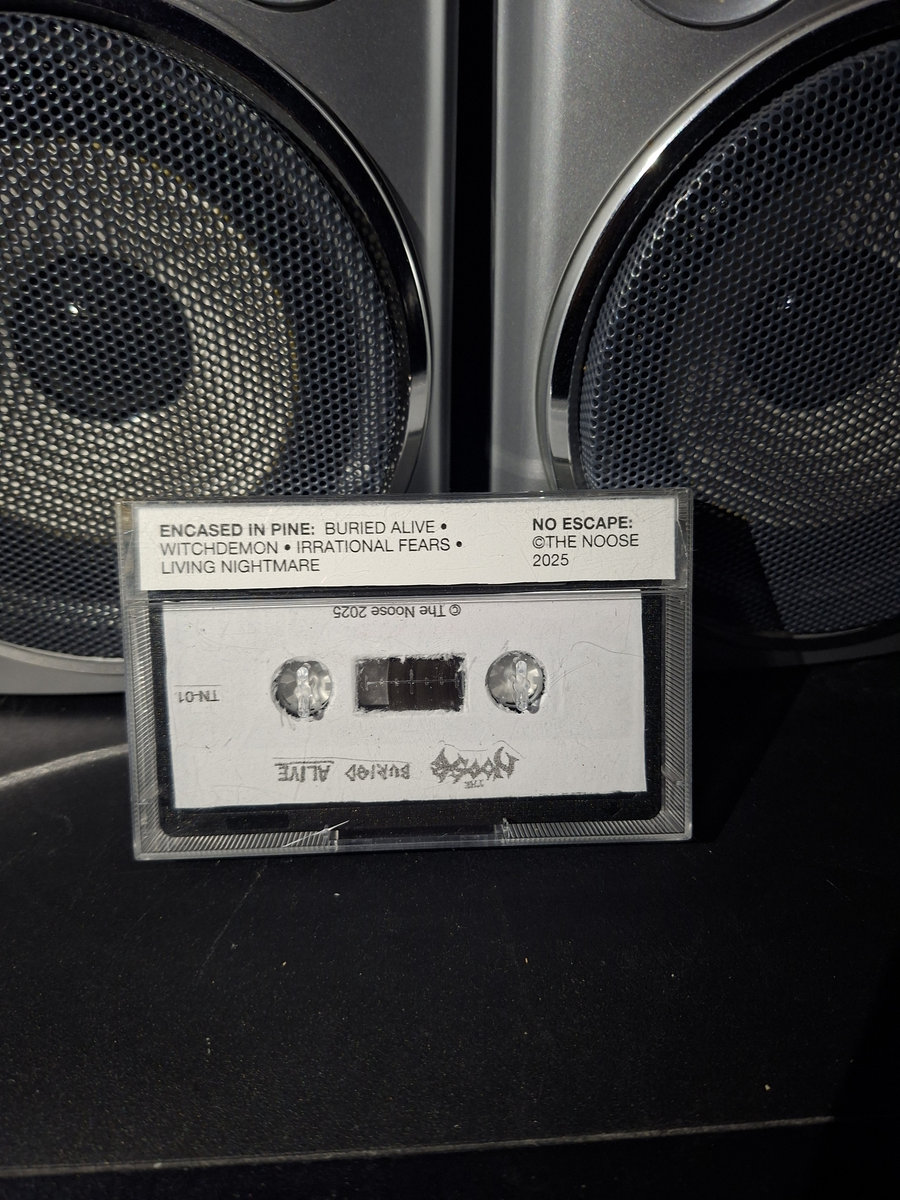 ENCASED IN PINE: BURIED ALIVE •
WITCHDEMON • IRRATIONAL FEARS •
LIVING NIGHTMARE
NO ESCAPE:
©THE NOOSE
2025
© The Noose 2025
TN-01
THE NOOSE BURIED ALIVE